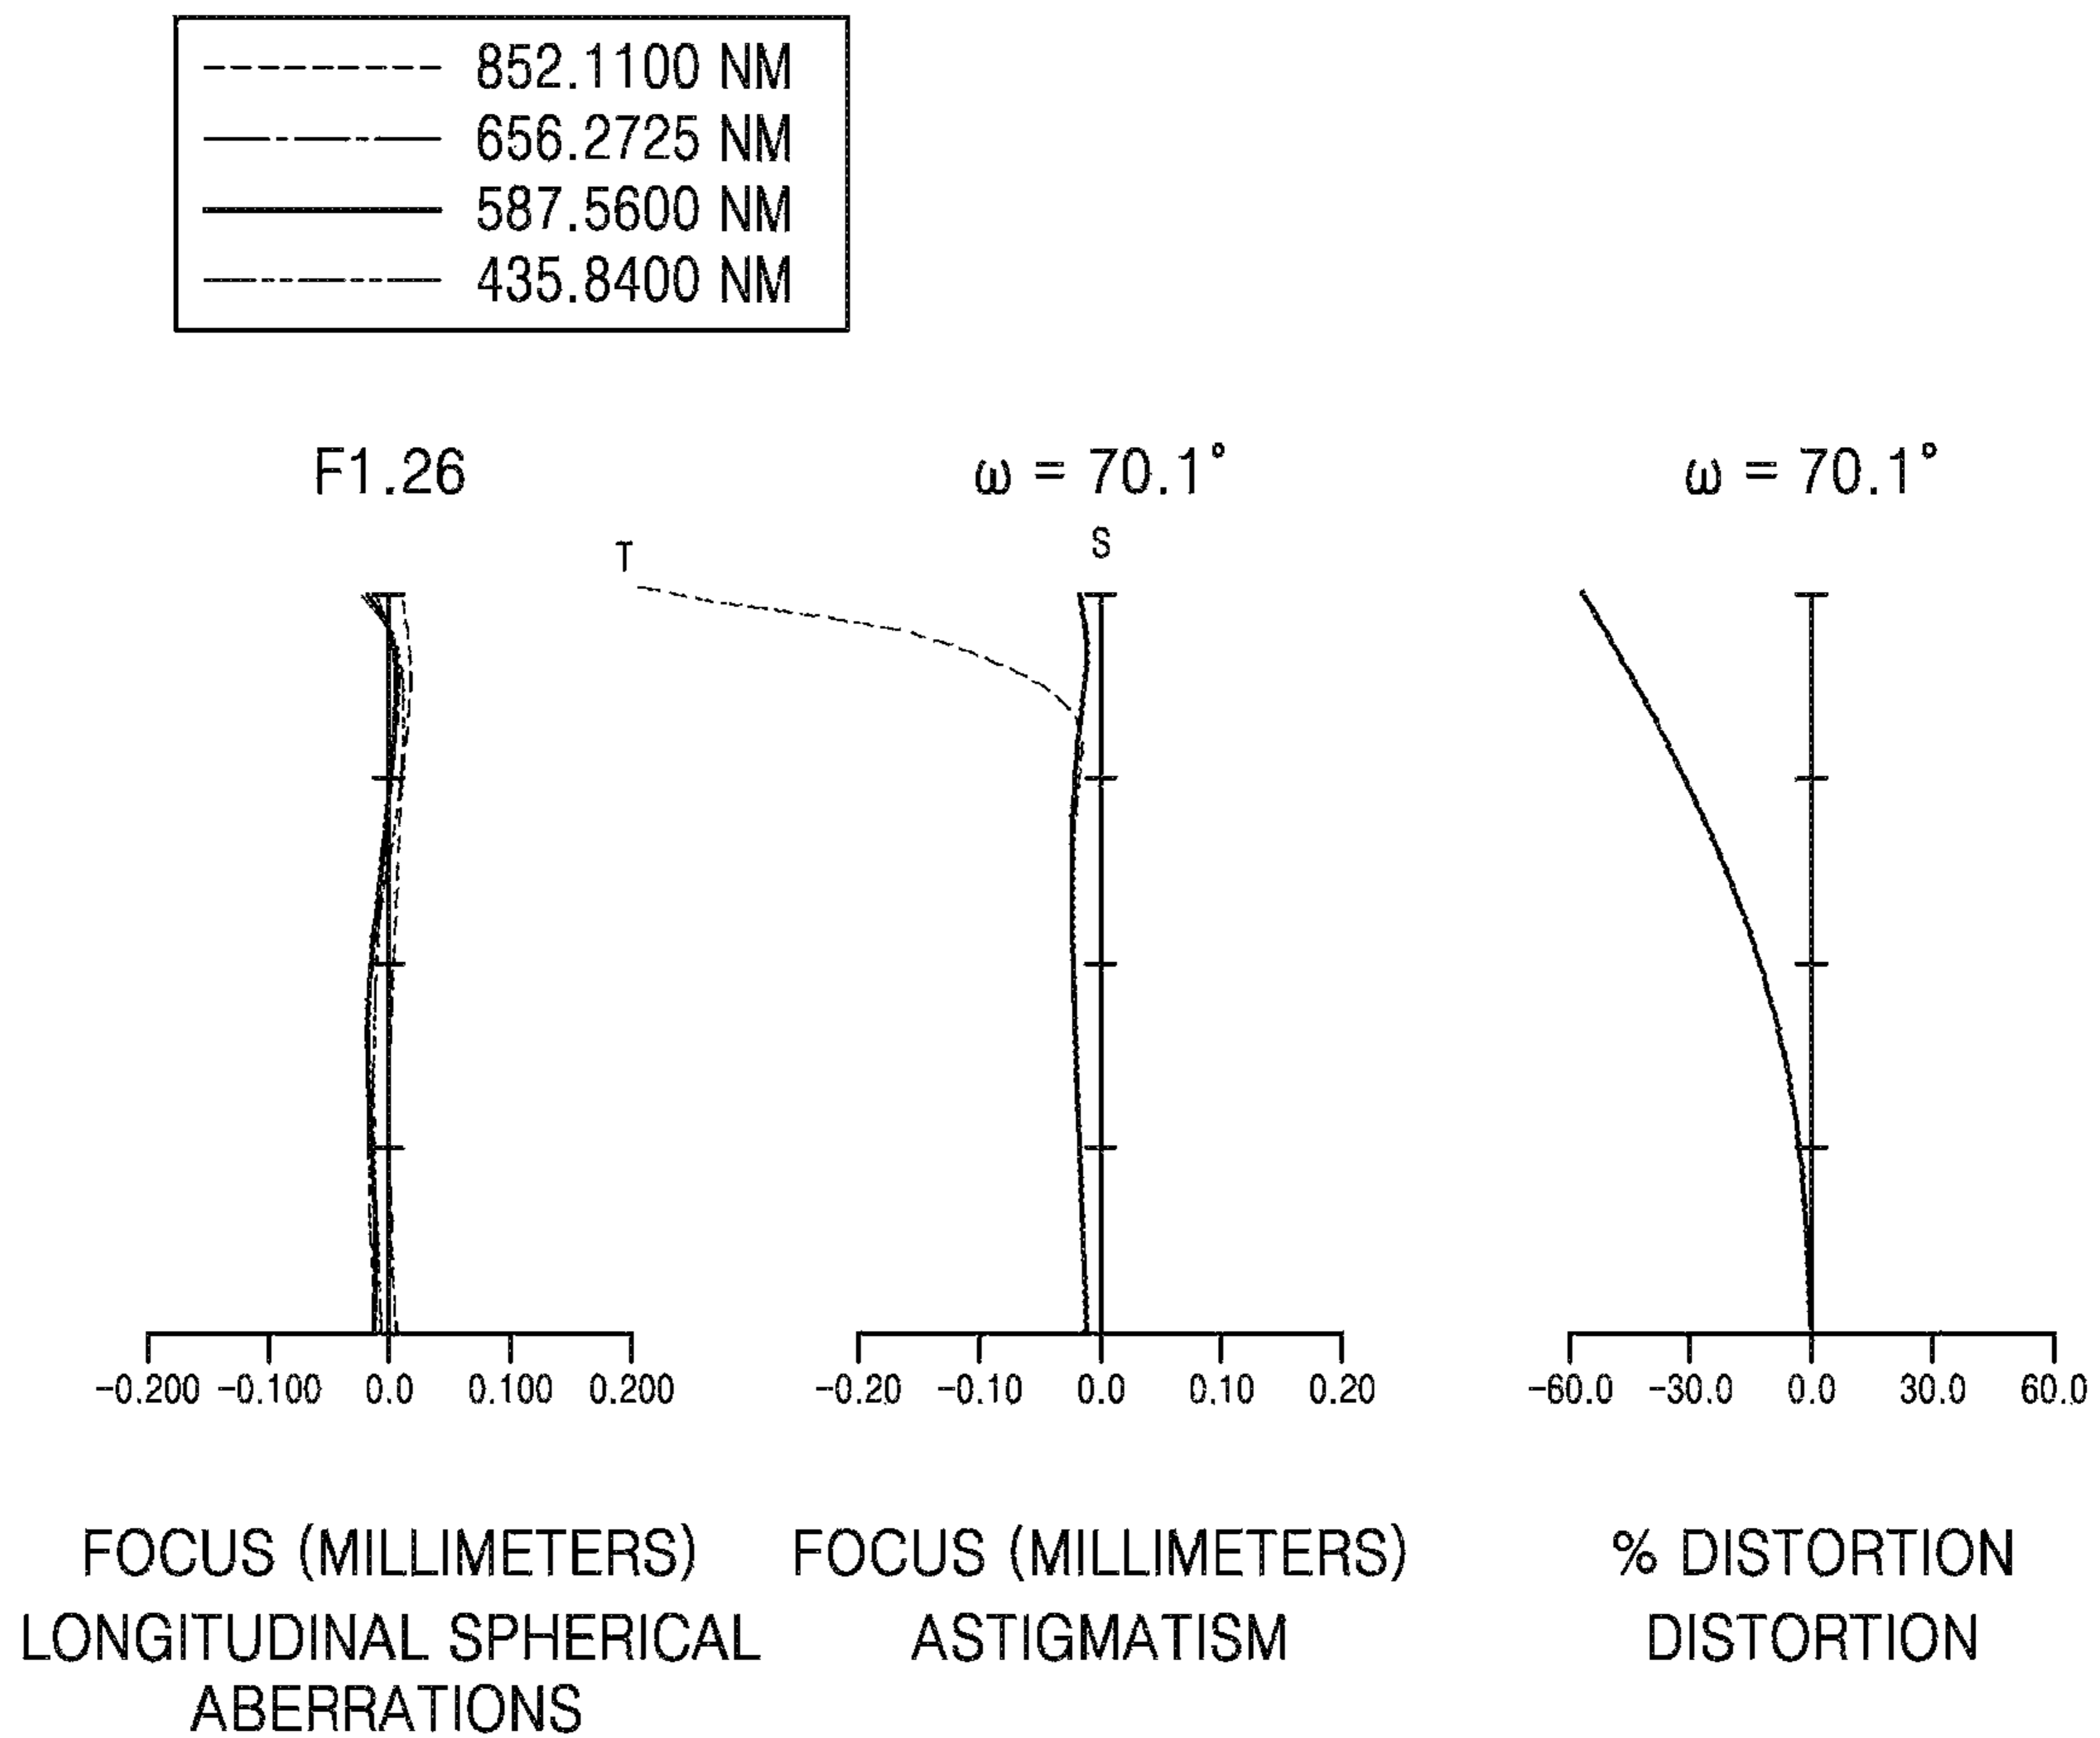 852.1100 NM
656.2725 NM
587.5600 NM
435.8400 NM
F1.26
ω = 70.1°
ω = 70.1°
T
S
-0.200 -0.100 0.0 0.100 0.200
-0.20 -0.10 0.0 0.10 0.20
-60.0 -30.0 0.0 30.0 60.0
FOCUS (MILLIMETERS)
LONGITUDINAL SPHERICAL
ABERRATIONS
FOCUS (MILLIMETERS)
ASTIGMATISM
% DISTORTION
DISTORTION